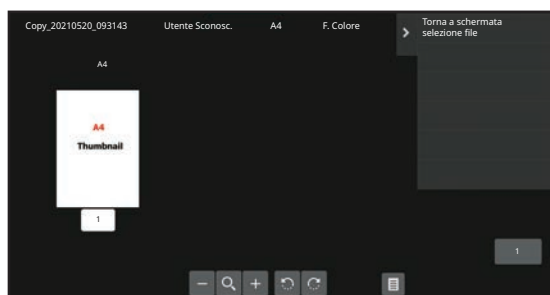 Copy_20210520_093143 Utente Sconosc. A4 F. Colore
Torna a schermata
selezione file
A4
A4
Thumbnail
1
1